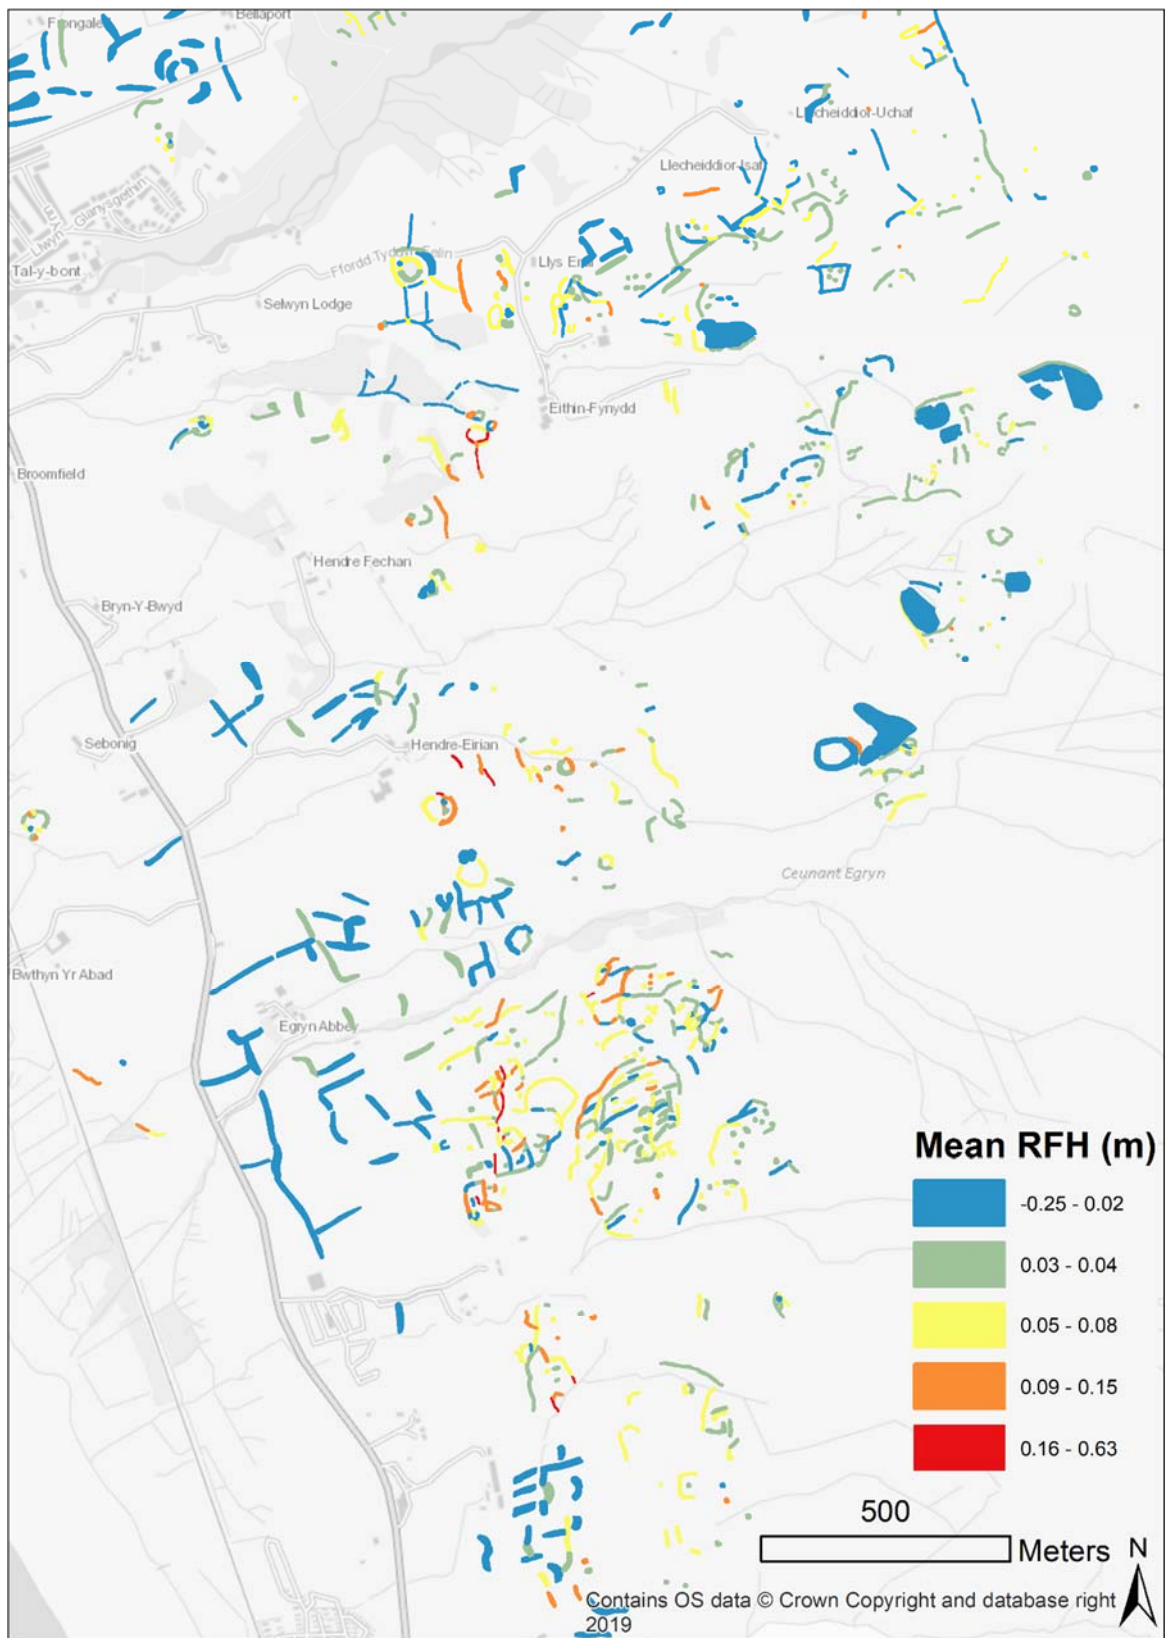 Bellaport
Llecheiddior-Uchaf
Llecheiddior-Isaf
Glanysgethin
Llwyn
Ynn
Tal-y-bont
Selwyn Lodge
Eithin-Fynydd
Broomfield
Hendre Fechan
Bryn-Y-Bwyd
Sebonig
Hendre-Eirian
Ceunant Egryn
Bwthyn Yr Abad
Egryn Abbey
Mean RFH (m)
-0.25 - 0.02
0.03 - 0.04
0.05 - 0.08
0.09 - 0.15
0.16 - 0.63
500
Meters
N
Contains OS data © Crown Copyright and database right
2019